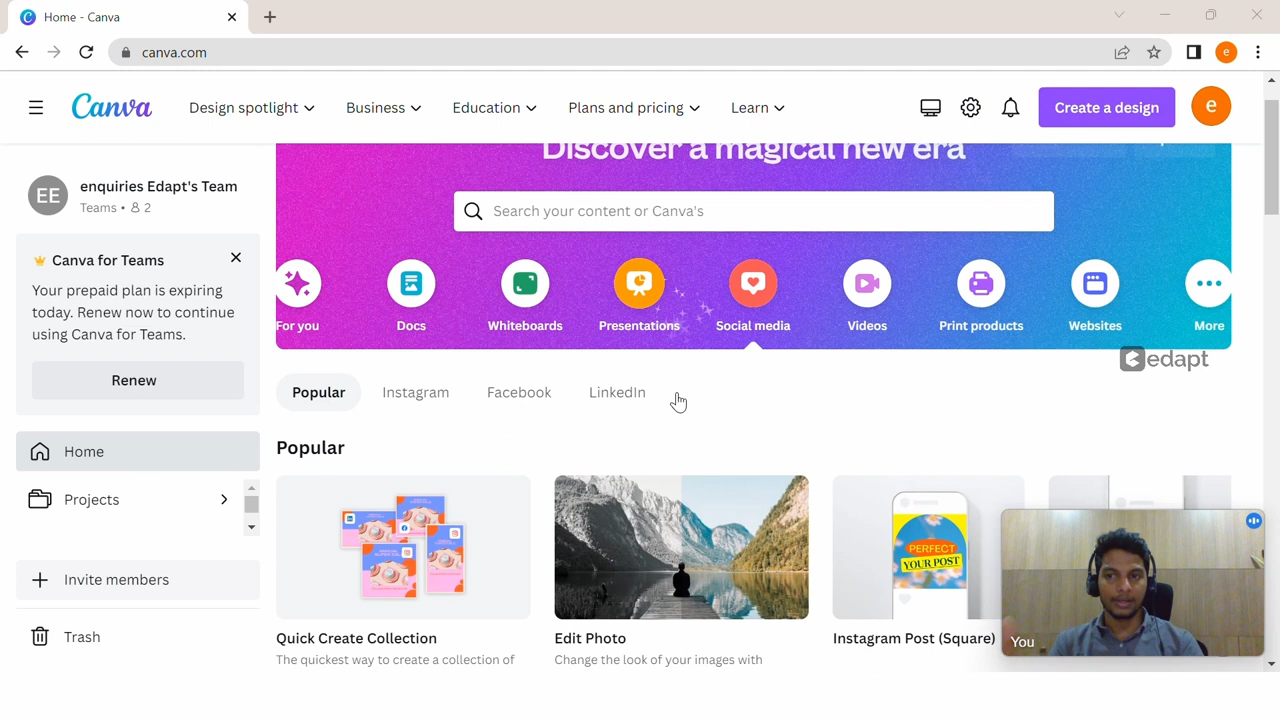 Home - Canva
canva.com
e
Canva
Design spotlight
Business
Education
Plans and pricing
Learn
Create a design
e
EE
enquiries Edapt's Team
Teams • 2
Canva for Teams
Your prepaid plan is expiring
today. Renew now to continue
using Canva for Teams.
Renew
Home
Projects
Invite members
Trash
Discover a magical new era
Search your content or Canva's
For you
Docs
Whiteboards
Presentations
Social media
Videos
Print products
Websites
More
edapt
Popular
Instagram
Facebook
LinkedIn
Popular
Quick Create Collection
The quickest way to create a collection of
Edit Photo
Change the look of your images with
PERFECT
YOUR POST
Instagram Post (Square)
You